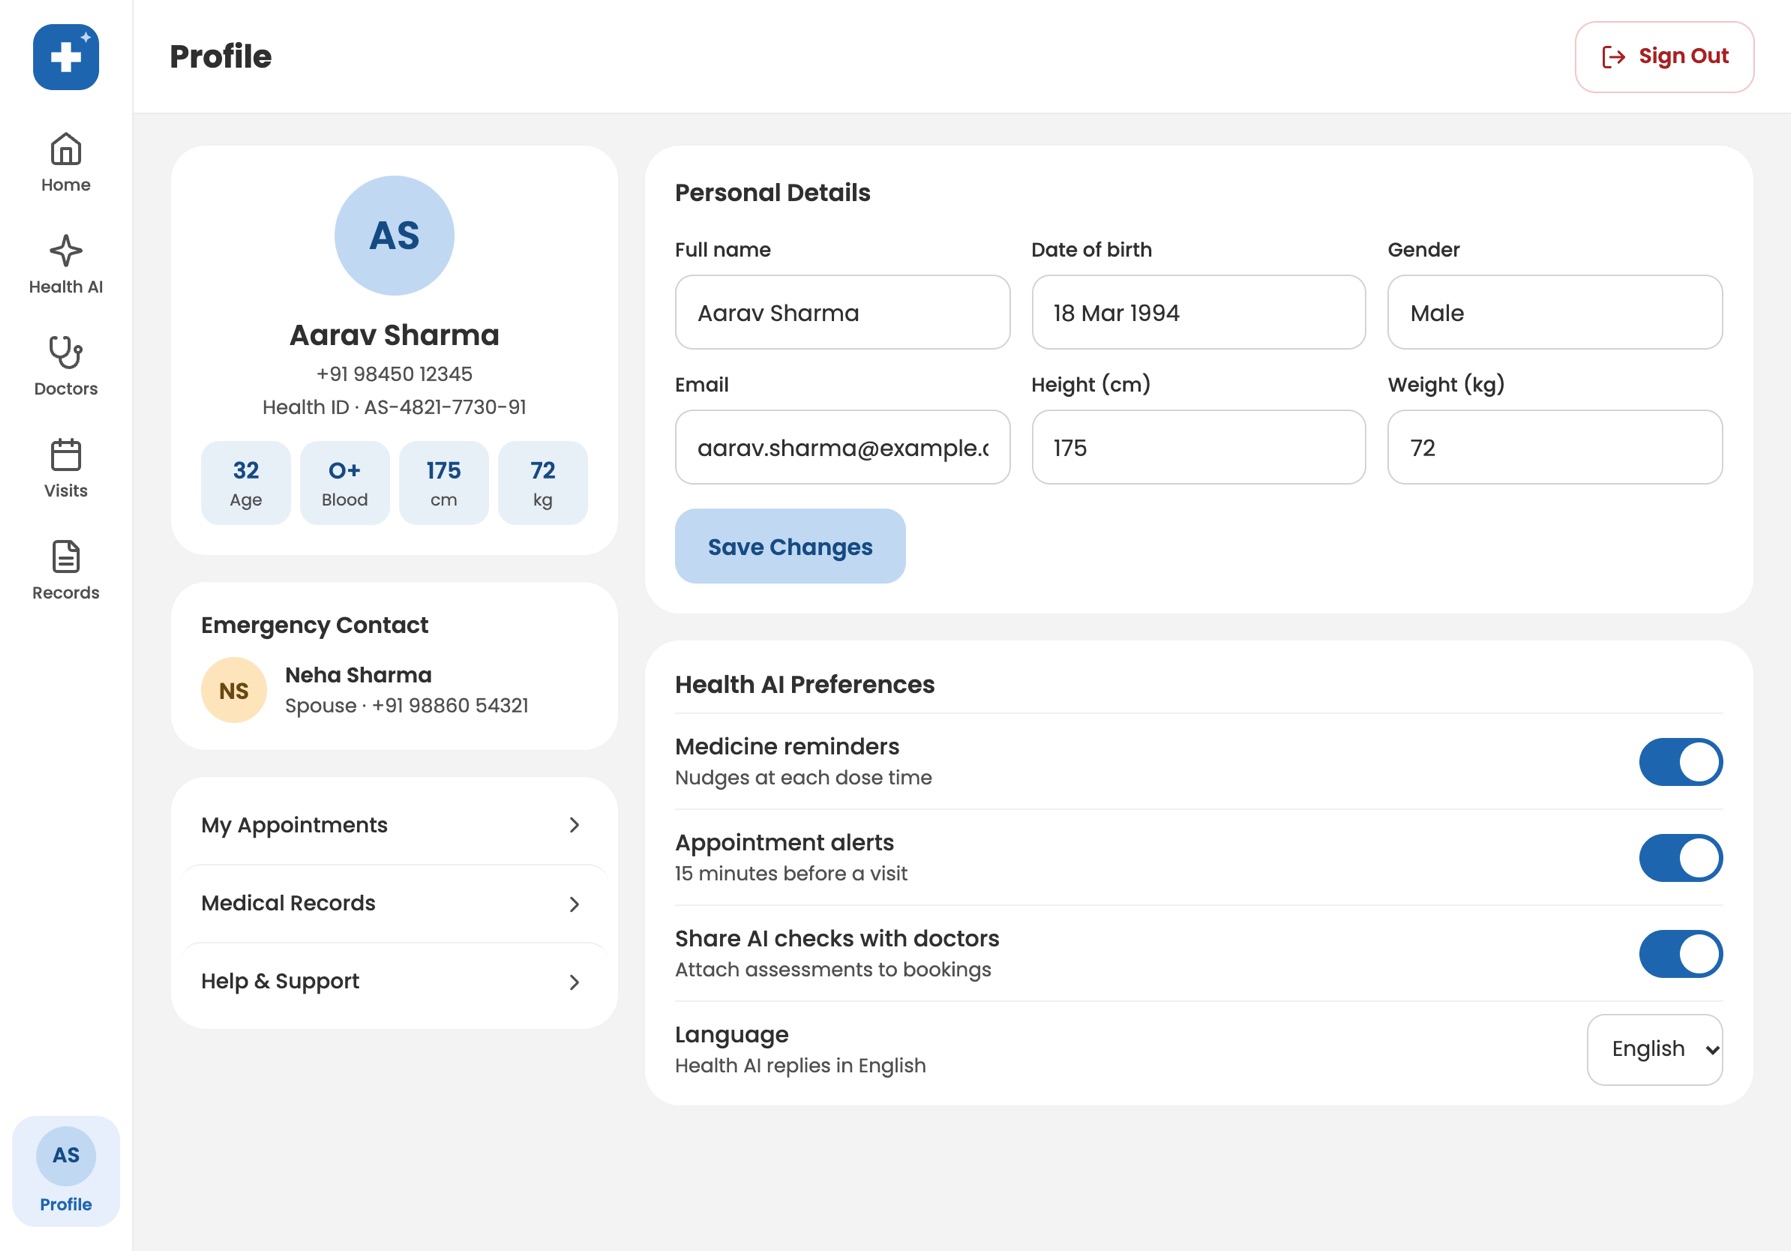 Profile
Sign Out
Home
Health AI
Doctors
Visits
Records
AS
Profile
AS
Aarav Sharma
+91 98450 12345
Health ID · AS-4821-7730-91
32
Age
O+
Blood
175
cm
72
kg
Emergency Contact
NS
Neha Sharma
Spouse · +91 98860 54321
My Appointments
Medical Records
Help & Support
Personal Details
Full name
Aarav Sharma
Date of birth
18 Mar 1994
Gender
Male
Email
aarav.sharma@example.c
Height (cm)
175
Weight (kg)
72
Save Changes
Health AI Preferences
Medicine reminders
Nudges at each dose time
Appointment alerts
15 minutes before a visit
Share AI checks with doctors
Attach assessments to bookings
Language
Health AI replies in English
English